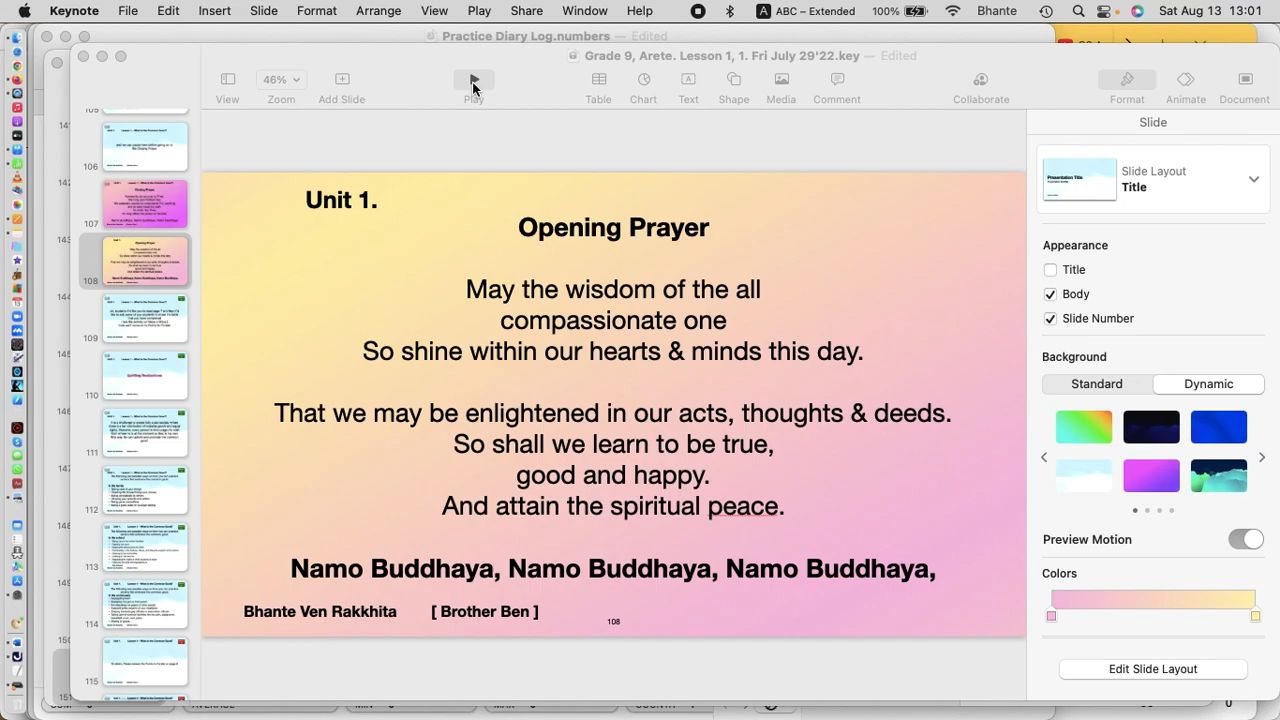 Keynote File Edit Insert Slide Format Arrange View Play Share Window Help A ABC – Extended 100% Bhante Sat Aug 13 13:01
Practice Diary Log.numbers — Edited
Grade 9, Arete. Lesson 1, 1. Fri July 29'22.key — Edited
46%
View Zoom Add Slide Play Table Chart Text Shape Media Comment Collaborate Format Animate Document
Slide
Slide Layout
Title
Appearance
Title
Body
Slide Number
Background
Standard Dynamic
Preview Motion
Colors
Edit Slide Layout
105
106
107
108
109
110
111
112
113
114
115
Unit 1.
Opening Prayer
May the wisdom of the all
compassionate one
So shine within our hearts & minds this day.
That we may be enlightened in our acts, thoughts & deeds.
So shall we learn to be true,
good and happy.
And attain the spiritual peace.
Namo Buddhaya, Namo Buddhaya, Namo Buddhaya,
Bhante Ven Rakkhita [ Brother Ben ]
108